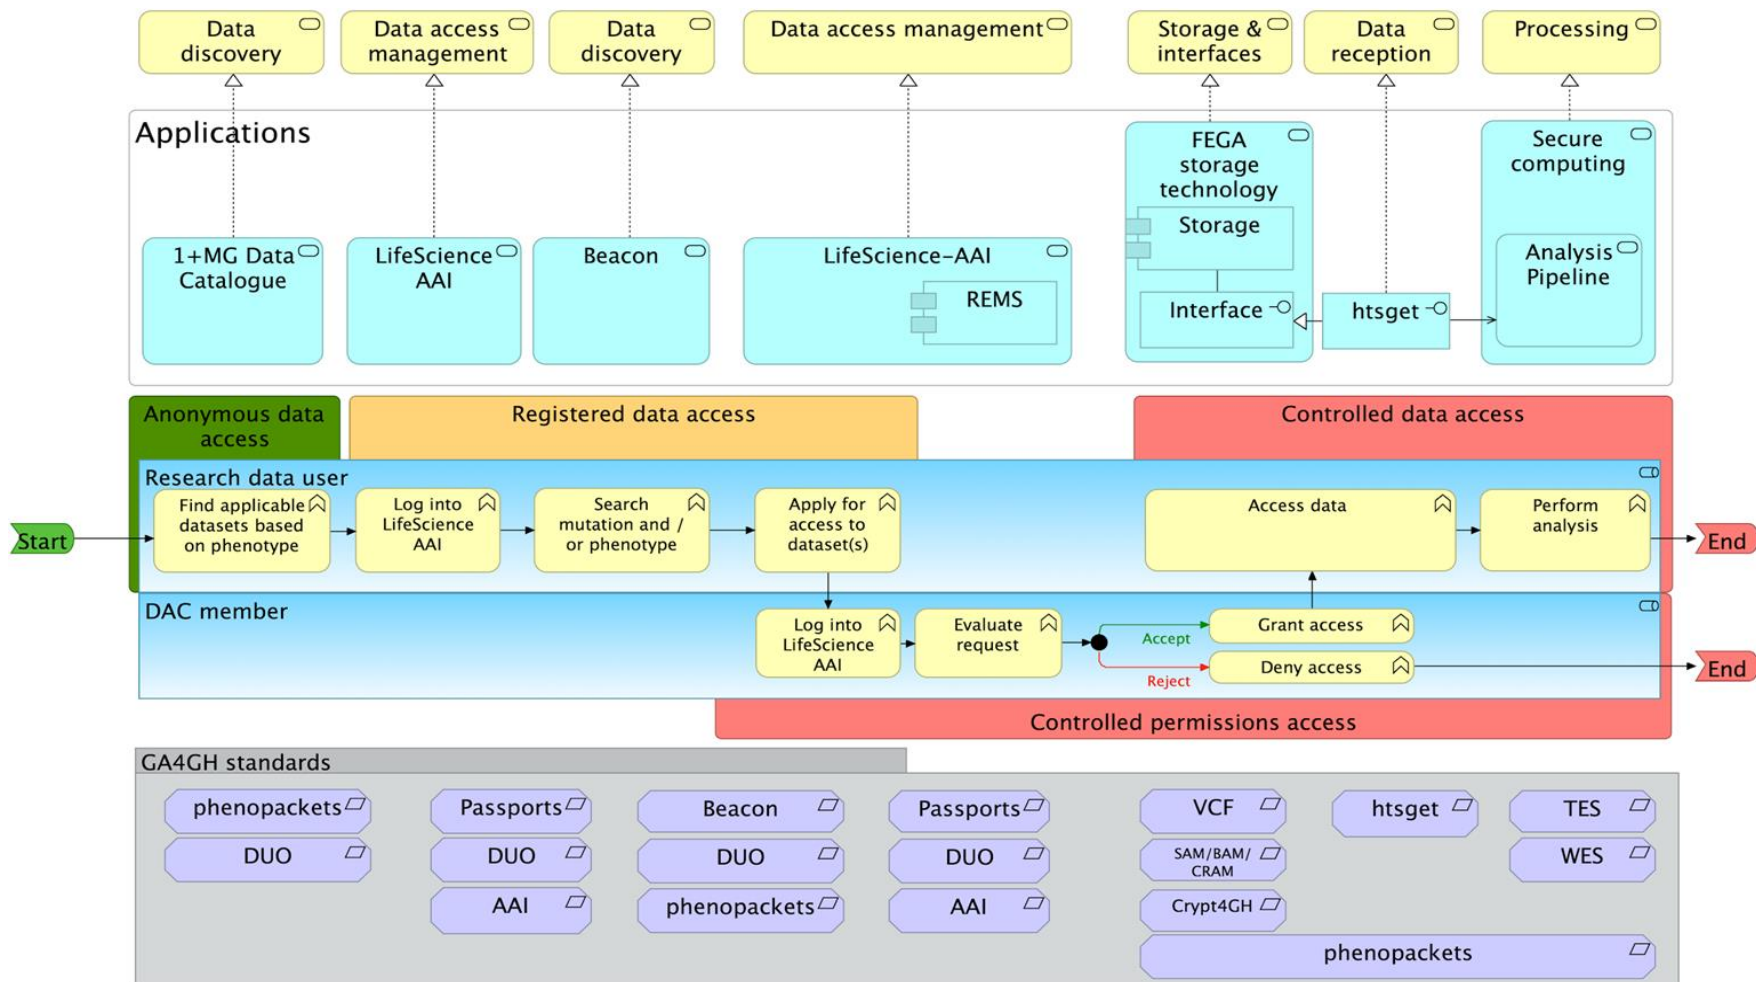 Data
discovery
Data access
management
Data
discovery
Data access management
Storage &
interfaces
Data
reception
Processing
Applications
1+MG Data
Catalogue
LifeScience
AAI
Beacon
LifeScience-AAI
REMS
FEGA
storage
technology
Storage
Interface
htsget
Secure
computing
Analysis
Pipeline
Anonymous data
access
Registered data access
Controlled data access
Research data user
Start
Find applicable
datasets based
on phenotype
Log into
LifeScience
AAI
Search
mutation and /
or phenotype
Apply for
access to
dataset(s)
Access data
Perform
analysis
End
DAC member
Log into
LifeScience
AAI
Evaluate
request
Accept
Reject
Grant access
Deny access
End
Controlled permissions access
GA4GH standards
phenopackets
DUO
Passports
DUO
AAI
Beacon
DUO
phenopackets
Passports
DUO
AAI
VCF
SAM/BAM/
CRAM
Crypt4GH
htsget
TES
WES
phenopackets